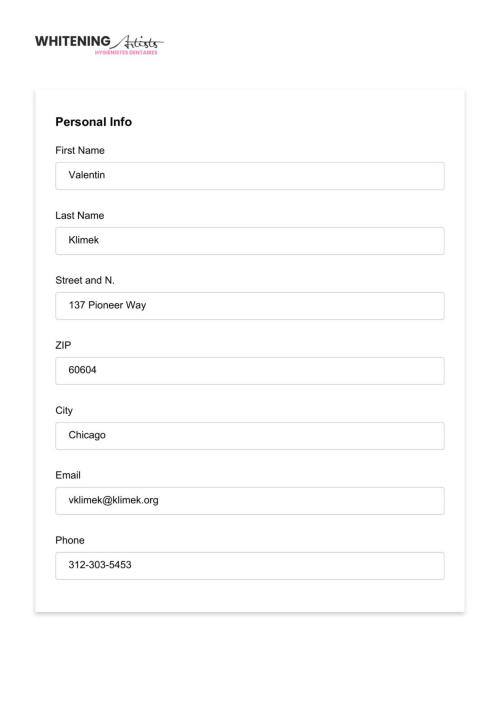 WHITENING Artists
HYGIÉNISTES DENTAIRES
Personal Info
First Name
Valentin
Last Name
Klimek
Street and N.
137 Pioneer Way
ZIP
60604
City
Chicago
Email
vklimek@klimek.org
Phone
312-303-5453